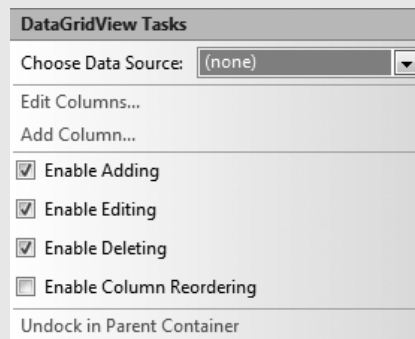 DataGridView Tasks
Choose Data Source: (none)
Edit Columns...
Add Column...
Enable Adding
Enable Editing
Enable Deleting
Enable Column Reordering
Undock in Parent Container